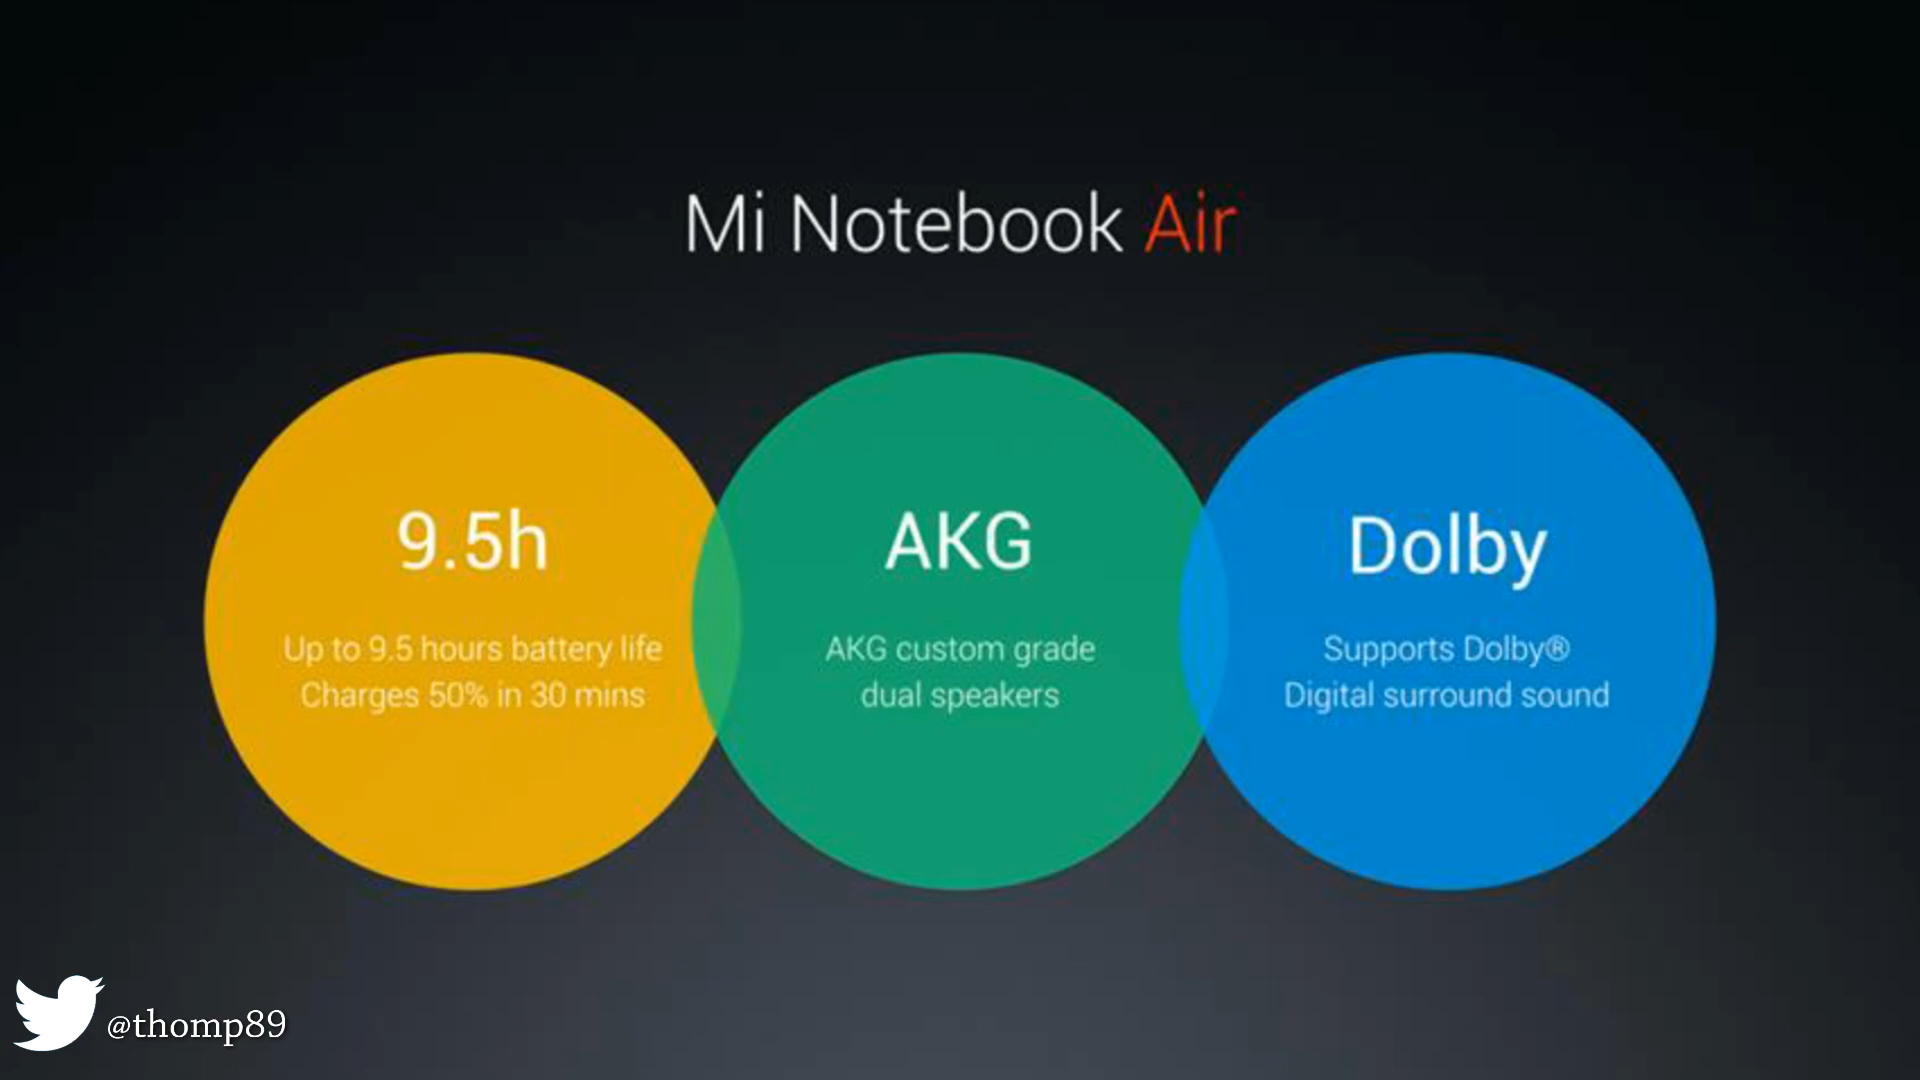 Mi Notebook Air
9.5h
Up to 9.5 hours battery life
Charges 50% in 30 mins
AKG
AKG custom grade
dual speakers
Dolby
Supports Dolby®
Digital surround sound
@thomp89